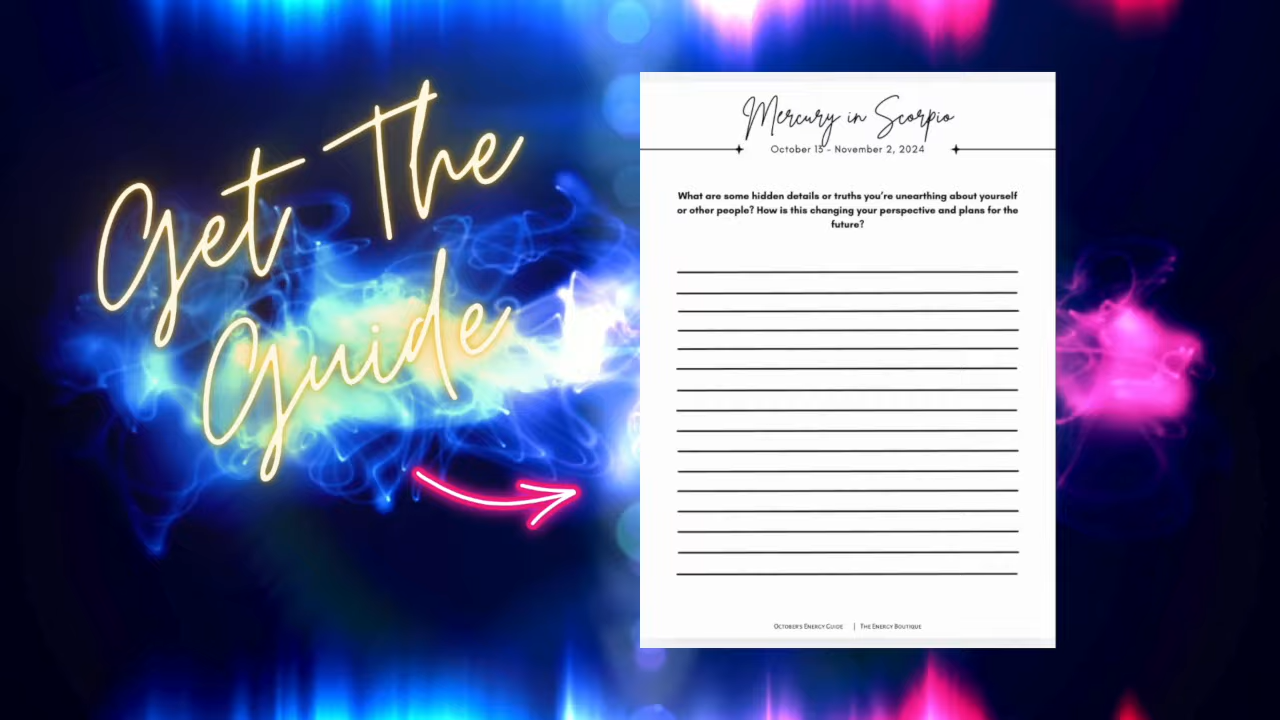 Get The
Guide
Mercury in Scorpio
October 15 - November 2, 2024
What are some hidden details or truths you're unearthing about yourself
or other people? How is this changing your perspective and plans for the
future?
October's Energy Guide | The Energy Boutique